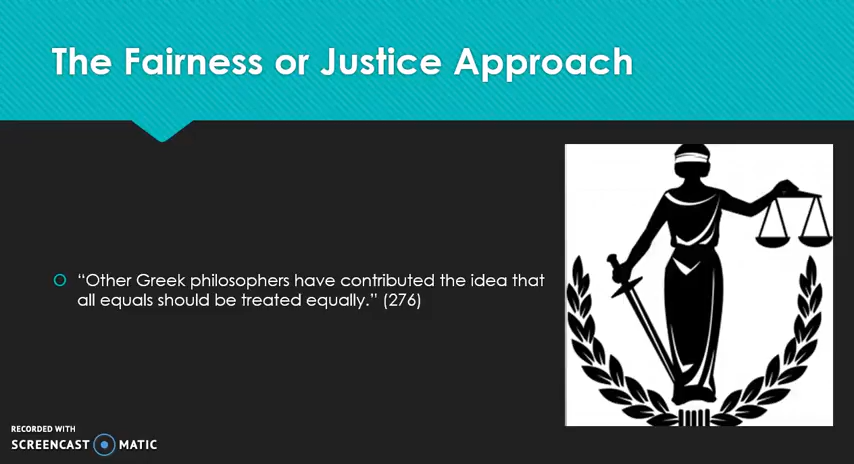 The Fairness or Justice Approach
“Other Greek philosophers have contributed the idea that
all equals should be treated equally.” (276)
RECORDED WITH
SCREENCAST MATIC